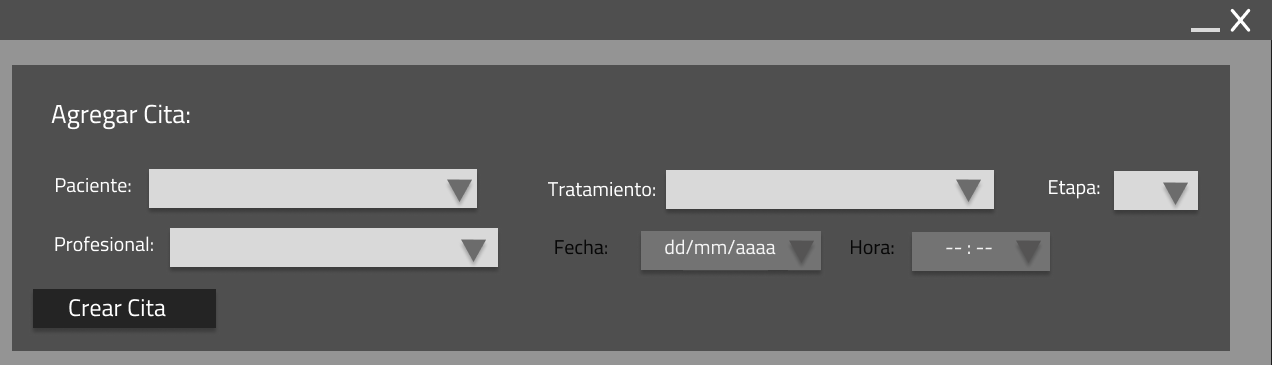 Agregar Cita:
Paciente:
Tratamiento:
Etapa:
Profesional:
Fecha: dd/mm/aaaa
Hora: -- : --
Crear Cita